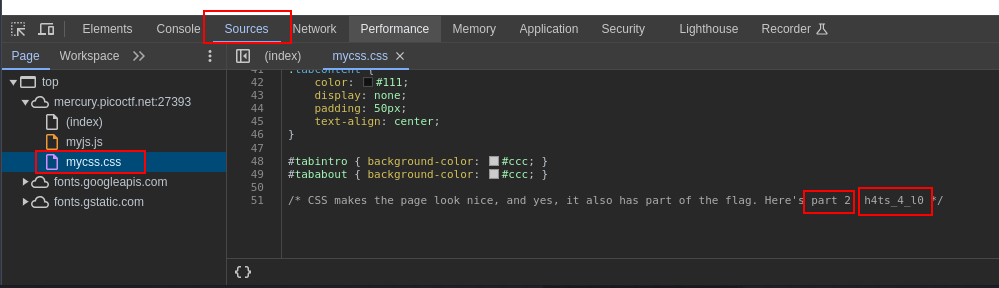 Elements Console Sources Network Performance Memory Application Security Lighthouse Recorder
Page Workspace (index) mycss.css
top
mercury.picoctf.net:27393
(index)
myjs.js
mycss.css
fonts.googleapis.com
fonts.gstatic.com
41 .tabcontent {
42 color: #111;
43 display: none;
44 padding: 50px;
45 text-align: center;
46 }
47
48 #tabintro { background-color: #ccc; }
49 #tababout { background-color: #ccc; }
50
51 /* CSS makes the page look nice, and yes, it also has part of the flag. Here's part 2 h4ts_4_l0 */
{}